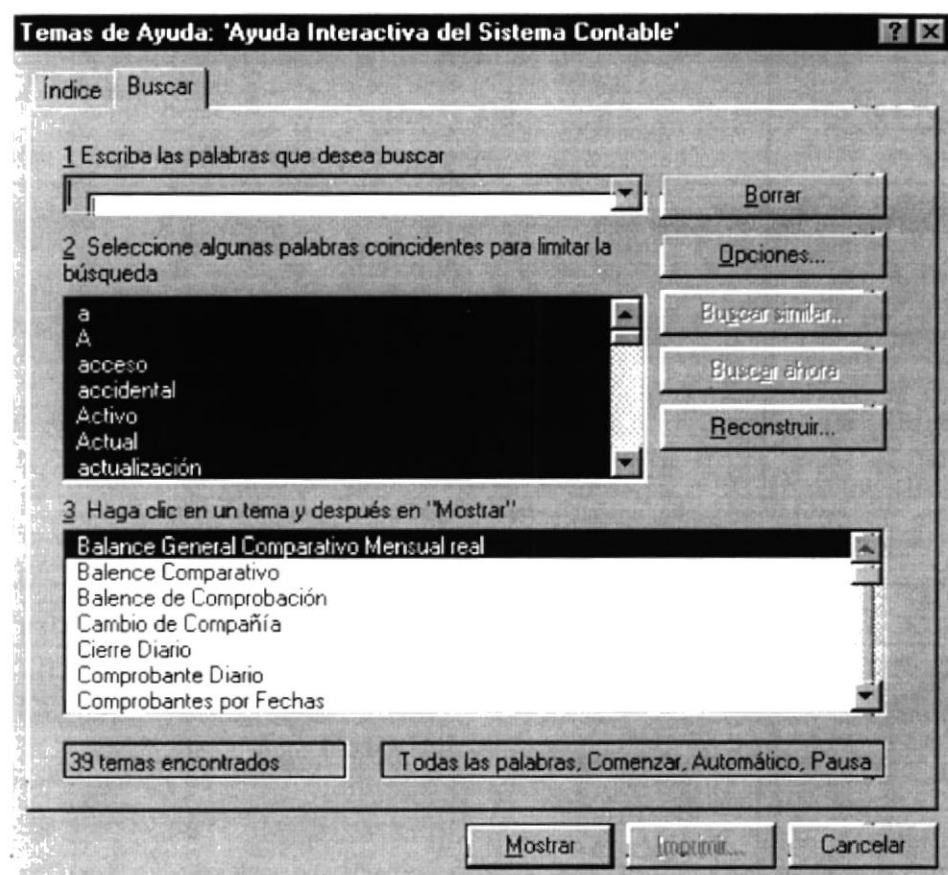 Temas de Ayuda: 'Ayuda Interactiva del Sistema Contable'
Índice Buscar
1 Escriba las palabras que desea buscar
Borrar
2 Seleccione algunas palabras coincidentes para limitar la
búsqueda
Opciones...
a
A
acceso
accidental
Activo
Actual
actualización
Buscar similar...
Buscar ahora
Reconstruir...
3 Haga clic en un tema y después en "Mostrar"
Balance General Comparativo Mensual real
Balence Comparativo
Balence de Comprobación
Cambio de Compañía
Cierre Diario
Comprobante Diario
Comprobantes por Fechas
39 temas encontrados
Todas las palabras, Comenzar, Automático, Pausa
Mostrar Imprimir... Cancelar